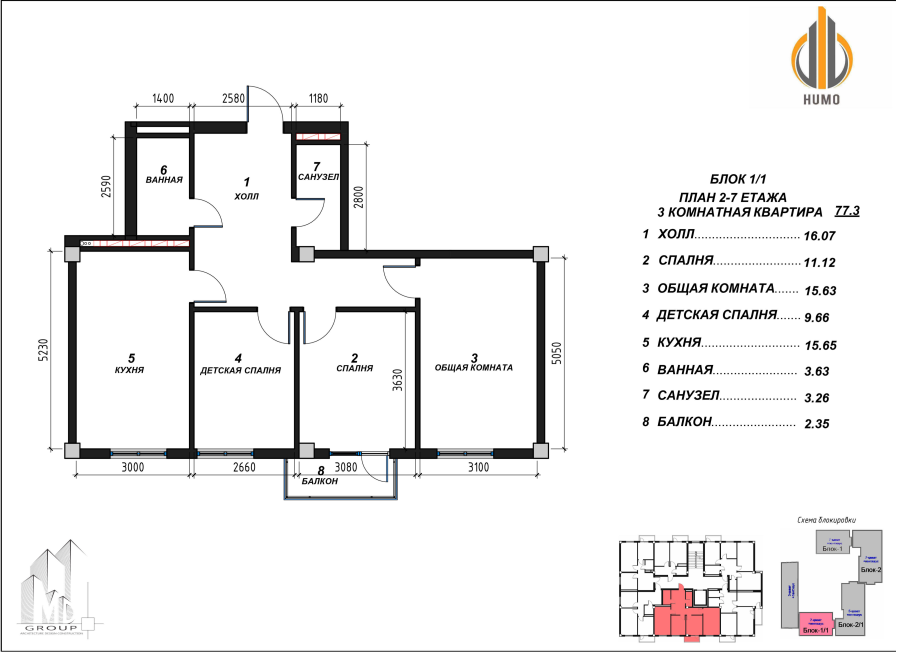 HUMO
1400
2580
1180
2590
6
ВАННАЯ
1
ХОЛЛ
7
САНУЗЕЛ
2800
5230
5
КУХНЯ
4
ДЕТСКАЯ СПАЛНЯ
2
СПАЛНЯ
3630
3
ОБЩАЯ КОМНАТА
5050
3000
2660
3080
3100
8
БАЛКОН
БЛОК 1/1
ПЛАН 2-7 ЕТАЖА
3 КОМНАТНАЯ КВАРТИРА 77.3
1 ХОЛЛ 16.07
2 СПАЛНЯ 11.12
3 ОБЩАЯ КОМНАТА 15.63
4 ДЕТСКАЯ СПАЛНЯ 9.66
5 КУХНЯ 15.65
6 ВАННАЯ 3.63
7 САНУЗЕЛ 3.26
8 БАЛКОН 2.35
GROUP
Схема блокировки
Блок-1
Блок-2
Блок-1/1
Блок-2/1